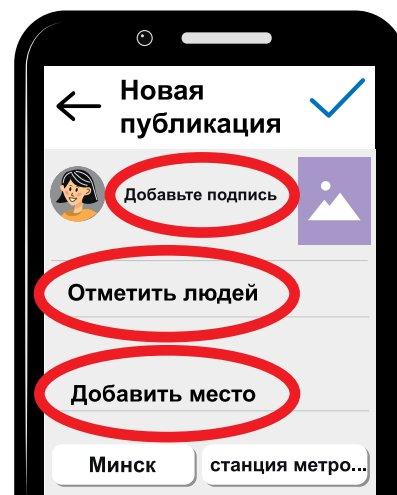 Новая
публикация
Добавьте подпись
Отметить людей
Добавить место
Минск
станция метро...